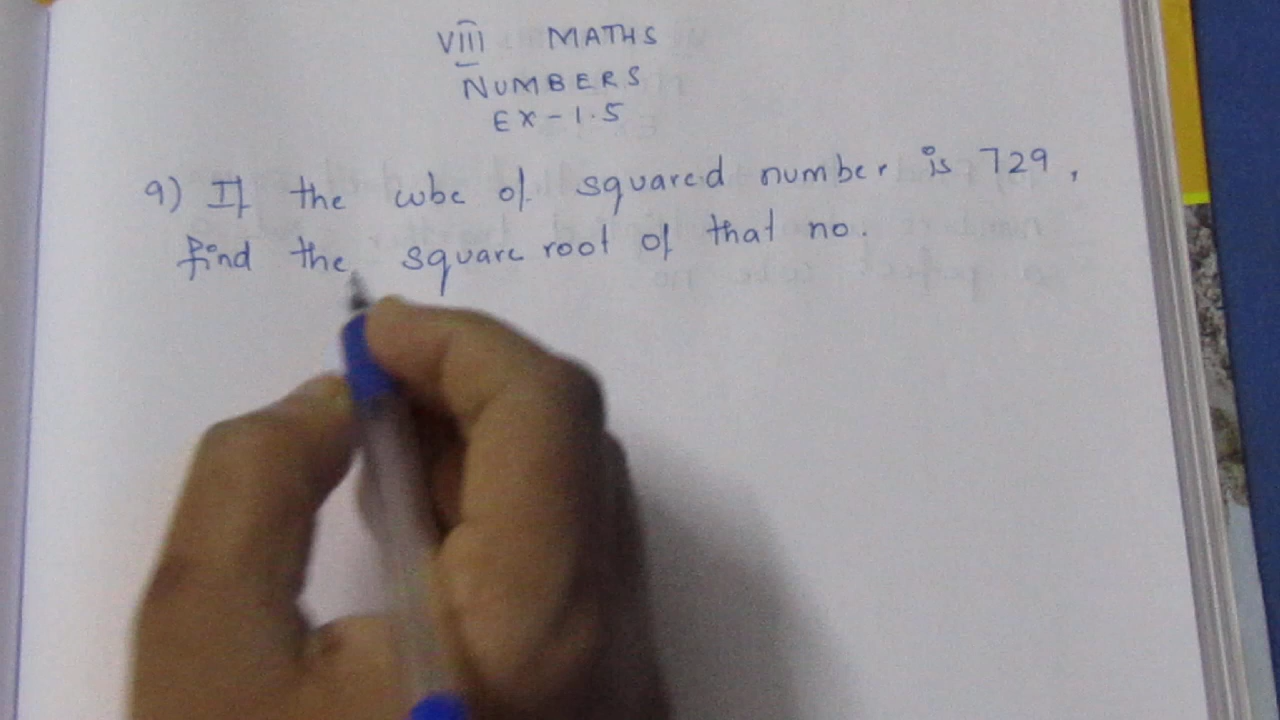 VIII MATHS
NUMBERS
EX - 1.5
9) If the cube of squared number is 729,
find the square root of that no.